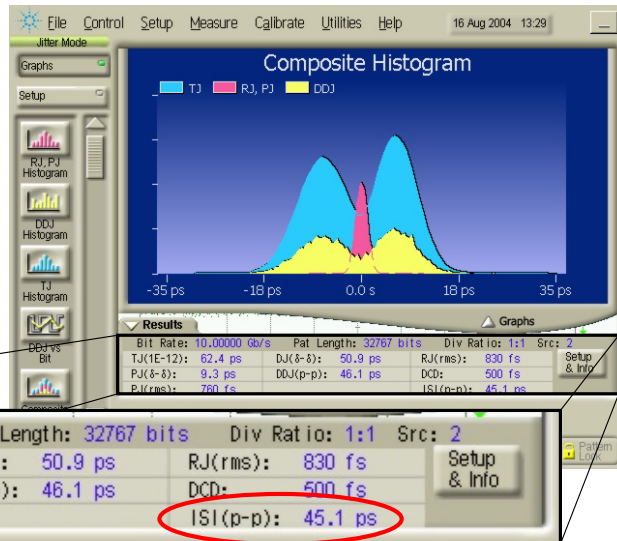 File Control Setup Measure Calibrate Utilities Help 16 Aug 2004 13:29
Jitter Mode
Graphs
Setup
RJ, PJ
Histogram
DDJ
Histogram
TJ
Histogram
DDJ vs
Bit
Composite
Composite Histogram
TJ RJ, PJ DDJ
-35 ps -18 ps 0.0 s 18 ps 35 ps
Results Graphs
Bit Rate: 10.00000 Gb/s Pat Length: 32767 bits Div Ratio: 1:1 Src: 2
TJ(1E-12): 62.4 ps DJ(δ-δ): 50.9 ps RJ(rms): 830 fs
PJ(δ-δ): 9.3 ps DDJ(p-p): 46.1 ps DCD: 500 fs
PJ(rms): 760 fs ISI(p-p): 45.1 ps
Setup
& Info
Pattern
Lock
Length: 32767 bits Div Ratio: 1:1 Src: 2
: 50.9 ps RJ(rms): 830 fs
): 46.1 ps DCD: 500 fs
ISI(p-p): 45.1 ps
Setup
& Info